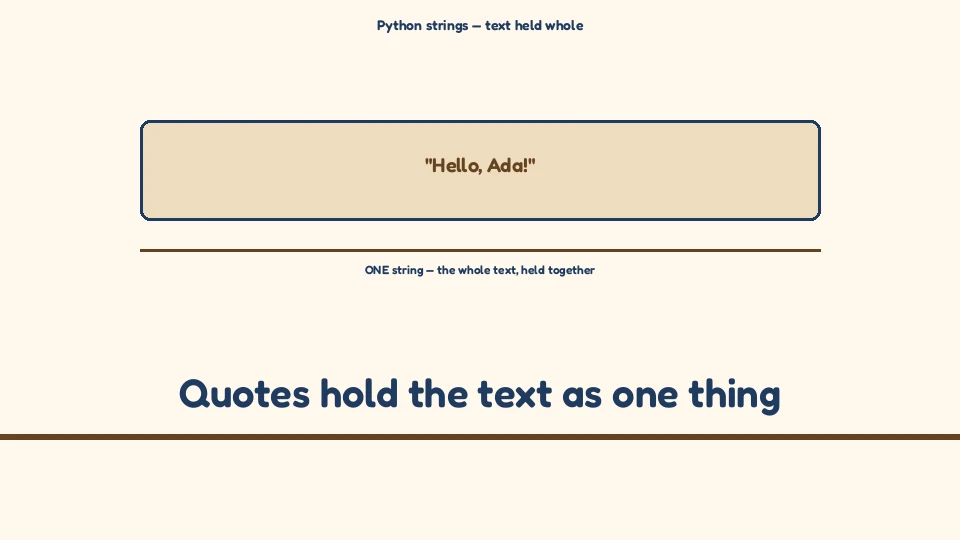 Python strings — text held whole
"Hello, Ada!"
ONE string — the whole text, held together
Quotes hold the text as one thing